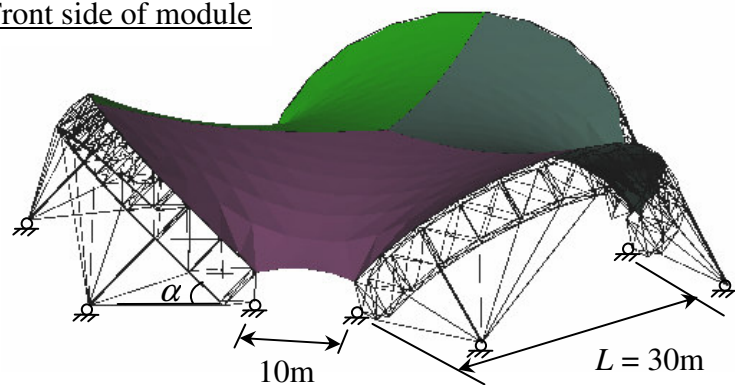 Front side of module
α
10m
L = 30m